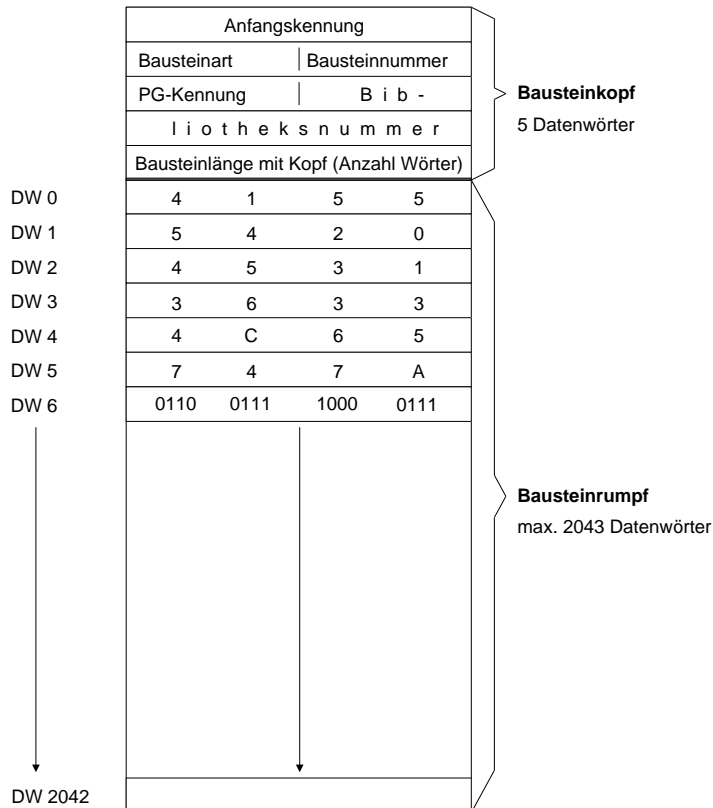 Anfangskennung
Bausteinart Bausteinnummer
PG-Kennung B i b -
l i o t h e k s n u m m e r
Bausteinlänge mit Kopf (Anzahl Wörter)
Bausteinkopf
5 Datenwörter
DW 0 4 1 5 5
DW 1 5 4 2 0
DW 2 4 5 3 1
DW 3 3 6 3 3
DW 4 4 C 6 5
DW 5 7 4 7 A
DW 6 0110 0111 1000 0111
Bausteinrumpf
max. 2043 Datenwörter
DW 2042